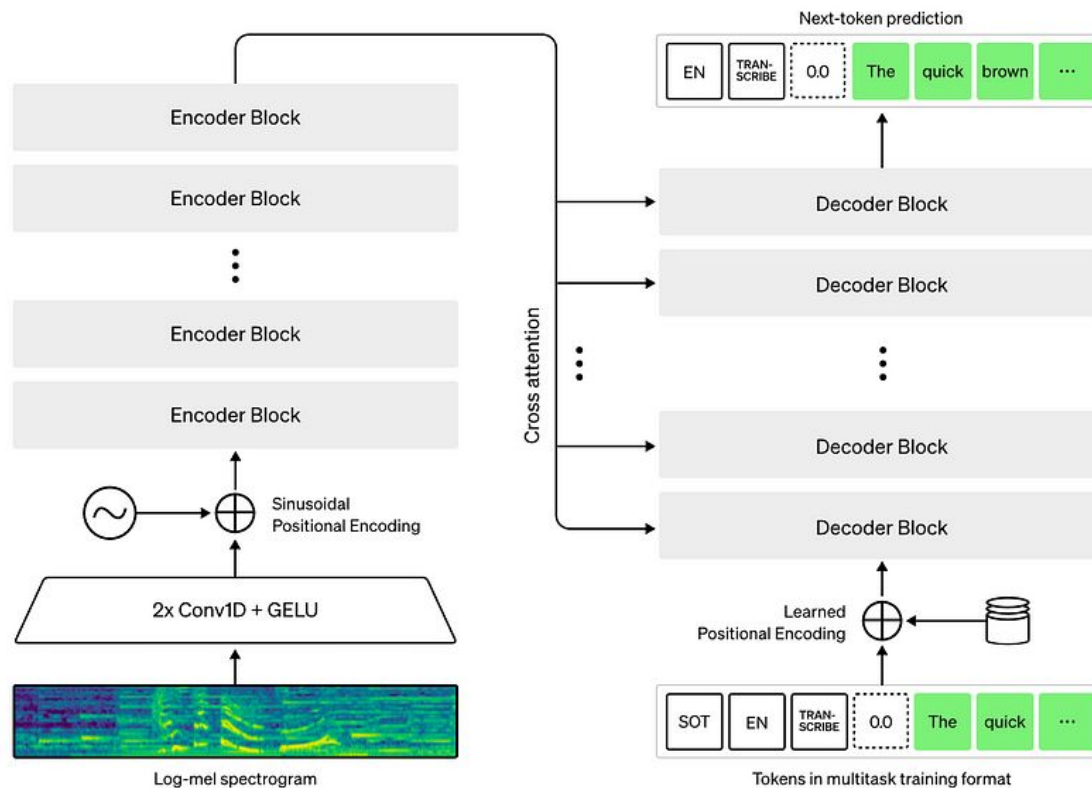 Next-token prediction
EN
TRAN-
SCRIBE
0.0
The
quick
brown
...
Encoder Block
Encoder Block
Encoder Block
Encoder Block
Sinusoidal
Positional Encoding
2x Conv1D + GELU
Log-mel spectrogram
Cross attention
Decoder Block
Decoder Block
Decoder Block
Decoder Block
Learned
Positional Encoding
SOT
EN
TRAN-
SCRIBE
0.0
The
quick
...
Tokens in multitask training format